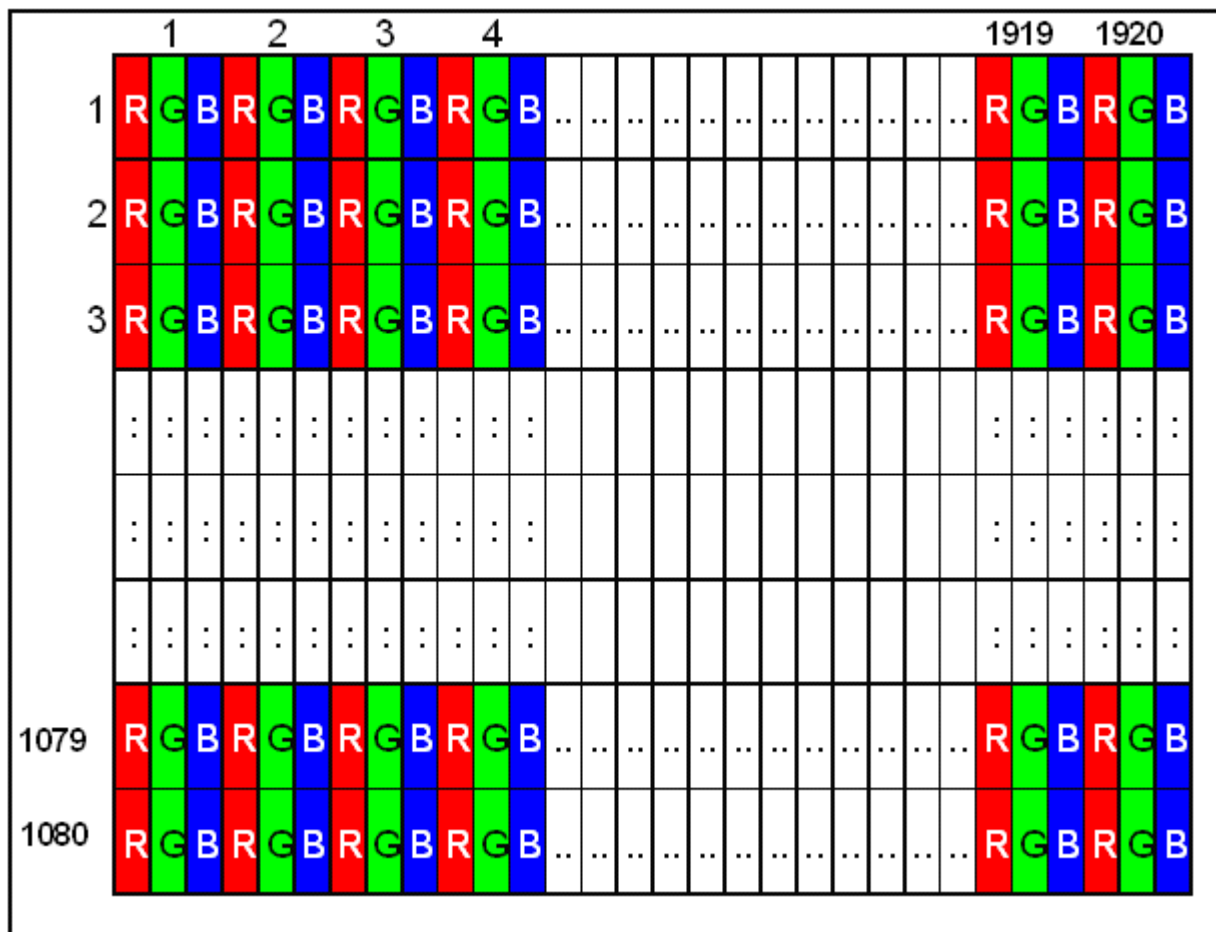 1 2 3 4 1919 1920
1 R G B R G B R G B R G B .. .. .. .. .. .. .. .. .. .. .. .. R G B R G B
2 R G B R G B R G B R G B .. .. .. .. .. .. .. .. .. .. .. .. R G B R G B
3 R G B R G B R G B R G B .. .. .. .. .. .. .. .. .. .. .. .. R G B R G B
: : : : : : : : : : : : : : : : : :
: : : : : : : : : : : : : : : : : :
: : : : : : : : : : : : : : : : : :
1079 R G B R G B R G B R G B .. .. .. .. .. .. .. .. .. .. .. .. R G B R G B
1080 R G B R G B R G B R G B .. .. .. .. .. .. .. .. .. .. .. .. R G B R G B